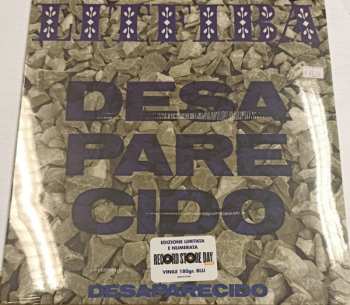 LITFIBA
DESA
PARE
CIDO
EDIZIONE LIMITATA
E NUMERATA
RECORD STORE DAY
VINILE 180gr. BLU
DESAPARECIDO